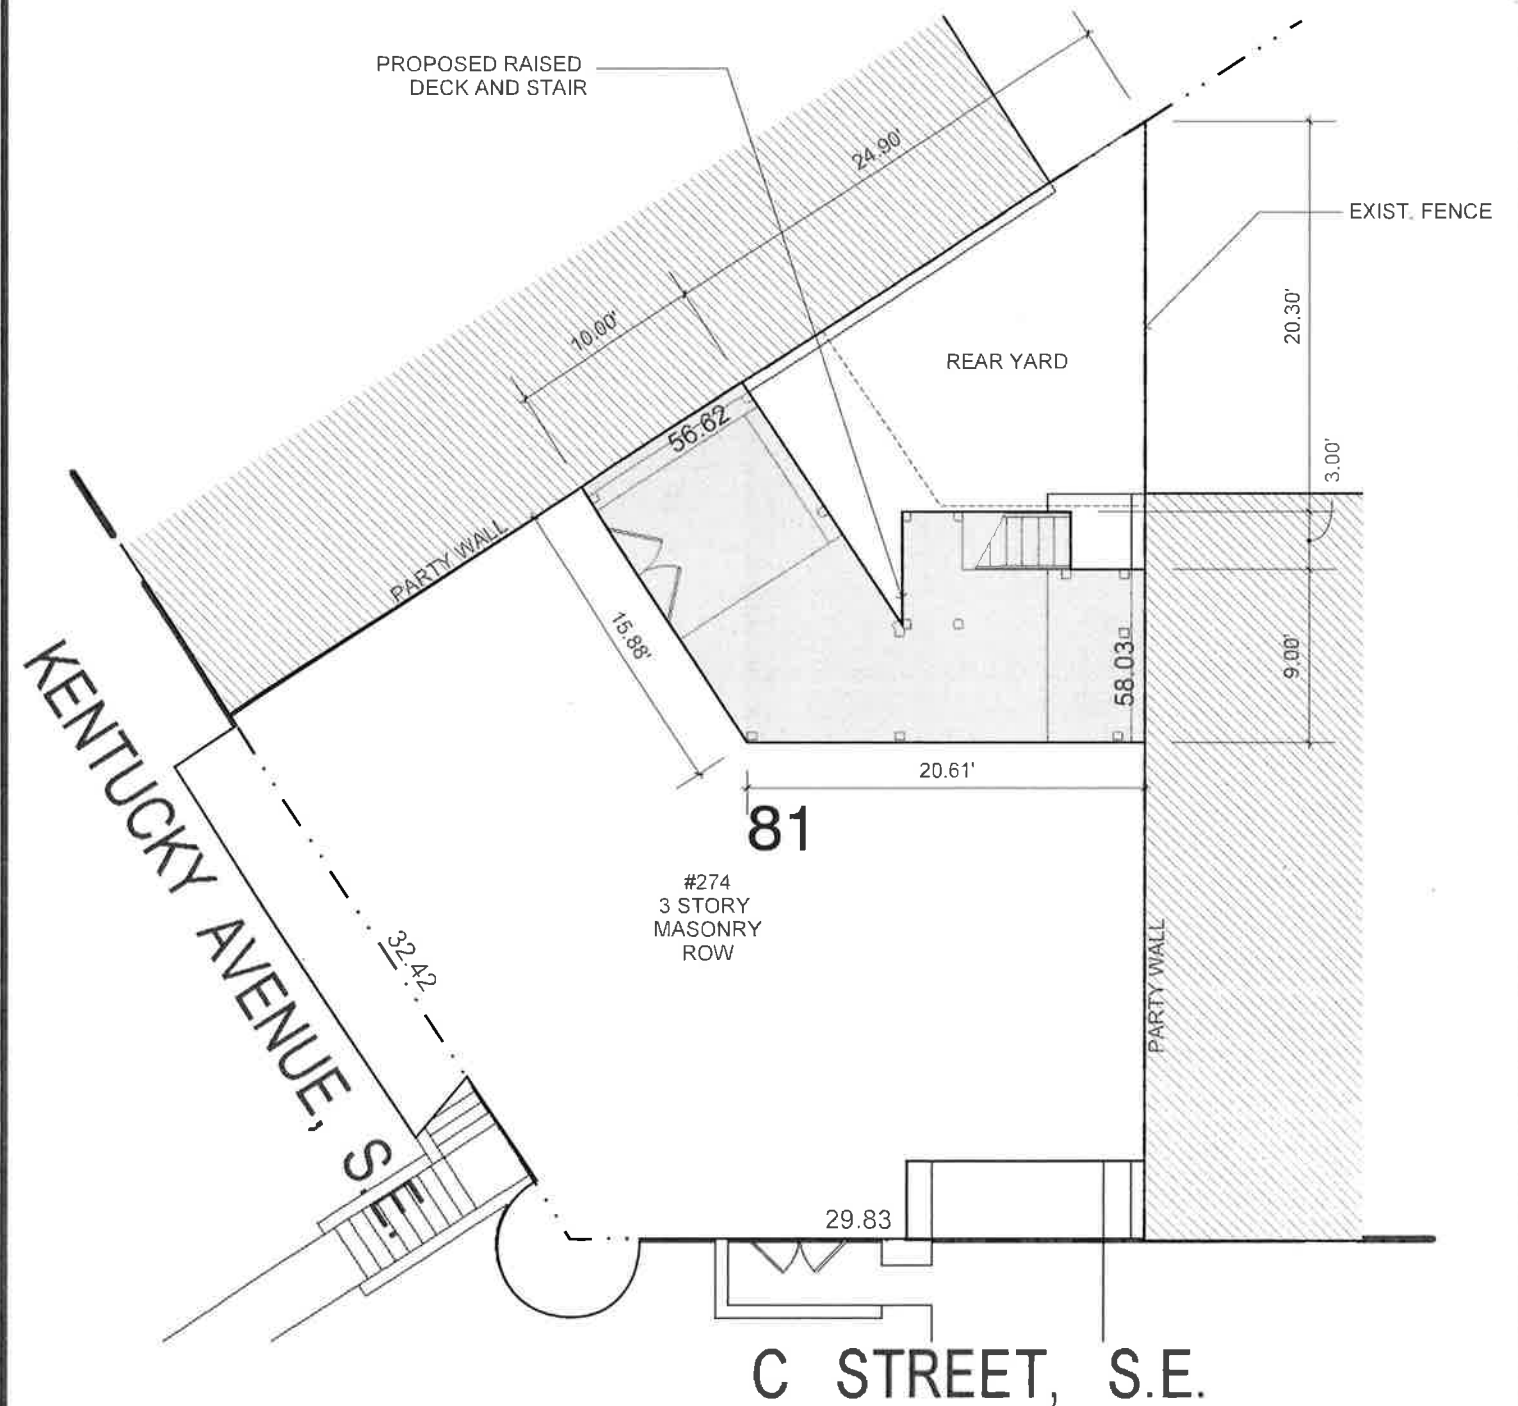 PROPOSED RAISED
DECK AND STAIR
24.90'
EXIST. FENCE
10.00'
20.30'
REAR YARD
56.62
3.00'
PARTY WALL
15.88'
58.03
9.00'
20.61'
81
#274
3 STORY
MASONRY
ROW
KENTUCKY AVENUE, S.E.
32.42
PARTY WALL
29.83
C STREET, S.E.